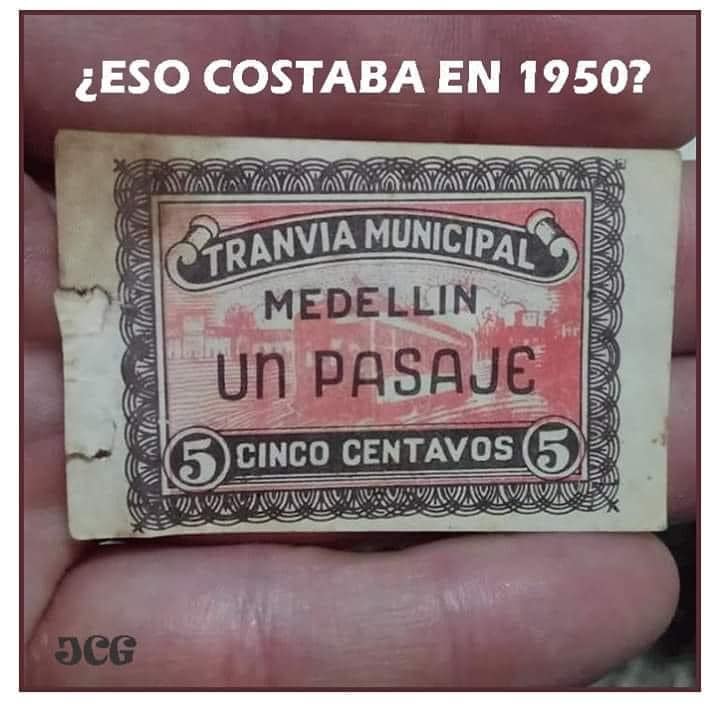 ¿ESO COSTABA EN 1950?
TRANVIA MUNICIPAL
MEDELLIN
Un PASAJE
5 CINCO CENTAVOS 5
JCG